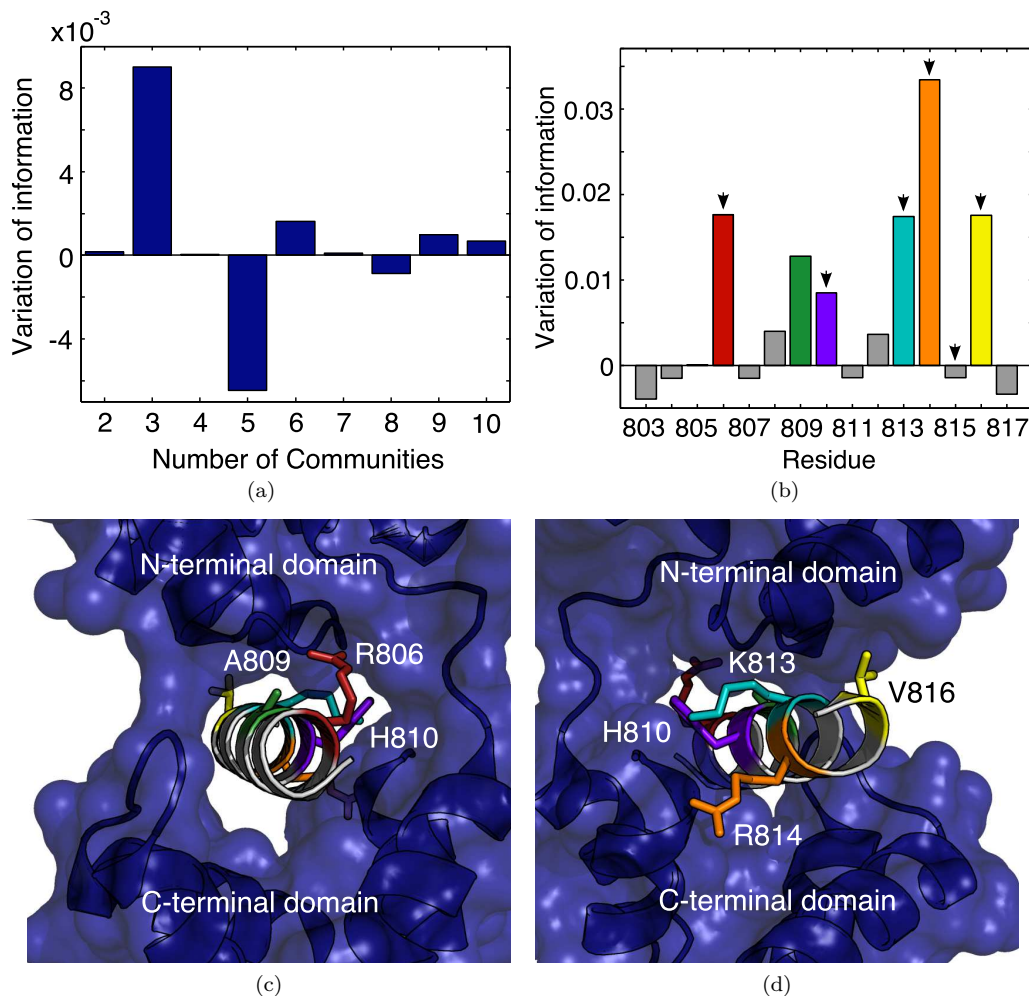 x10-3
8
4
0
-4
Variation of information
2 3 4 5 6 7 8 9 10
Number of Communities
(a)
0.03
0.02
0.01
0
Variation of information
803 805 807 809 811 813 815 817
Residue
(b)
N-terminal domain
A809
R806
H810
C-terminal domain
(c)
N-terminal domain
K813
V816
H810
R814
C-terminal domain
(d)